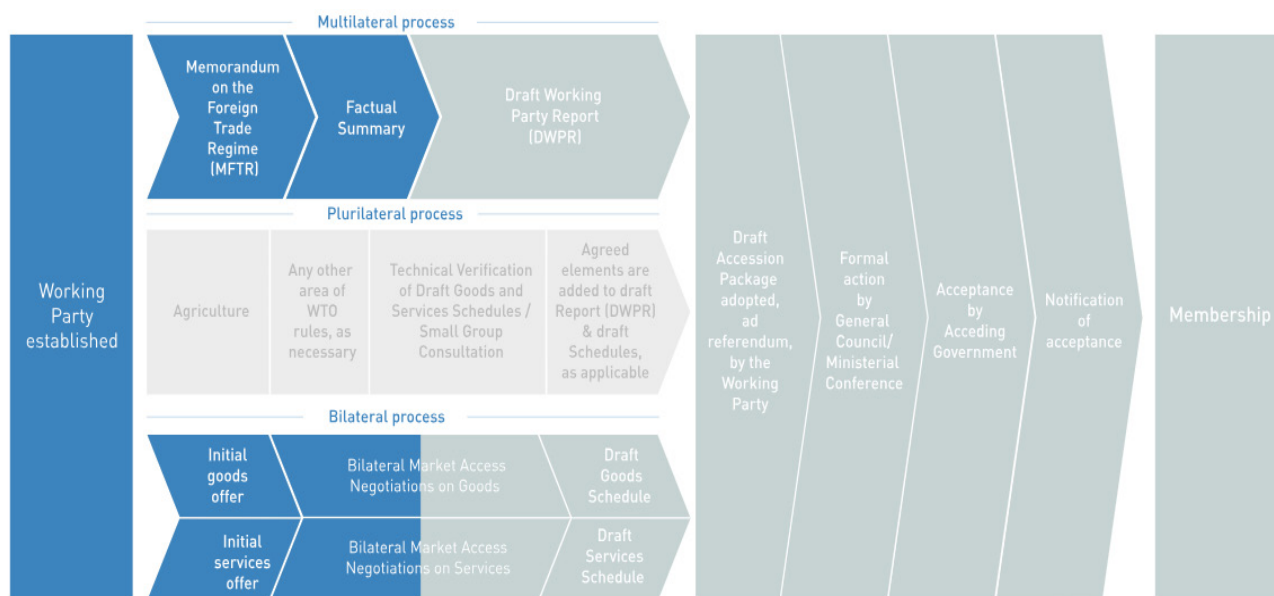 Multilateral process
Working
Party
established
Memorandum
on the
Foreign
Trade
Regime
(MFTR)
Factual
Summary
Draft Working
Party Report
(DWPR)
Plurilateral process
Agriculture
Any other
area of
WTO
rules, as
necessary
Technical Verification
of Draft Goods and
Services Schedules /
Small Group
Consultation
Agreed
elements are
added to draft
Report (DWPR)
& draft
Schedules,
as applicable
Bilateral process
Initial
goods
offer
Bilateral Market Access
Negotiations on Goods
Draft
Goods
Schedule
Initial
services
offer
Bilateral Market Access
Negotiations on Services
Draft
Services
Schedule
Draft
Accession
Package
adopted,
ad
referendum,
by the
Working
Party
Formal
action
by
General
Council/
Ministerial
Conference
Acceptance
by
Acceding
Government
Notification
of
acceptance
Membership